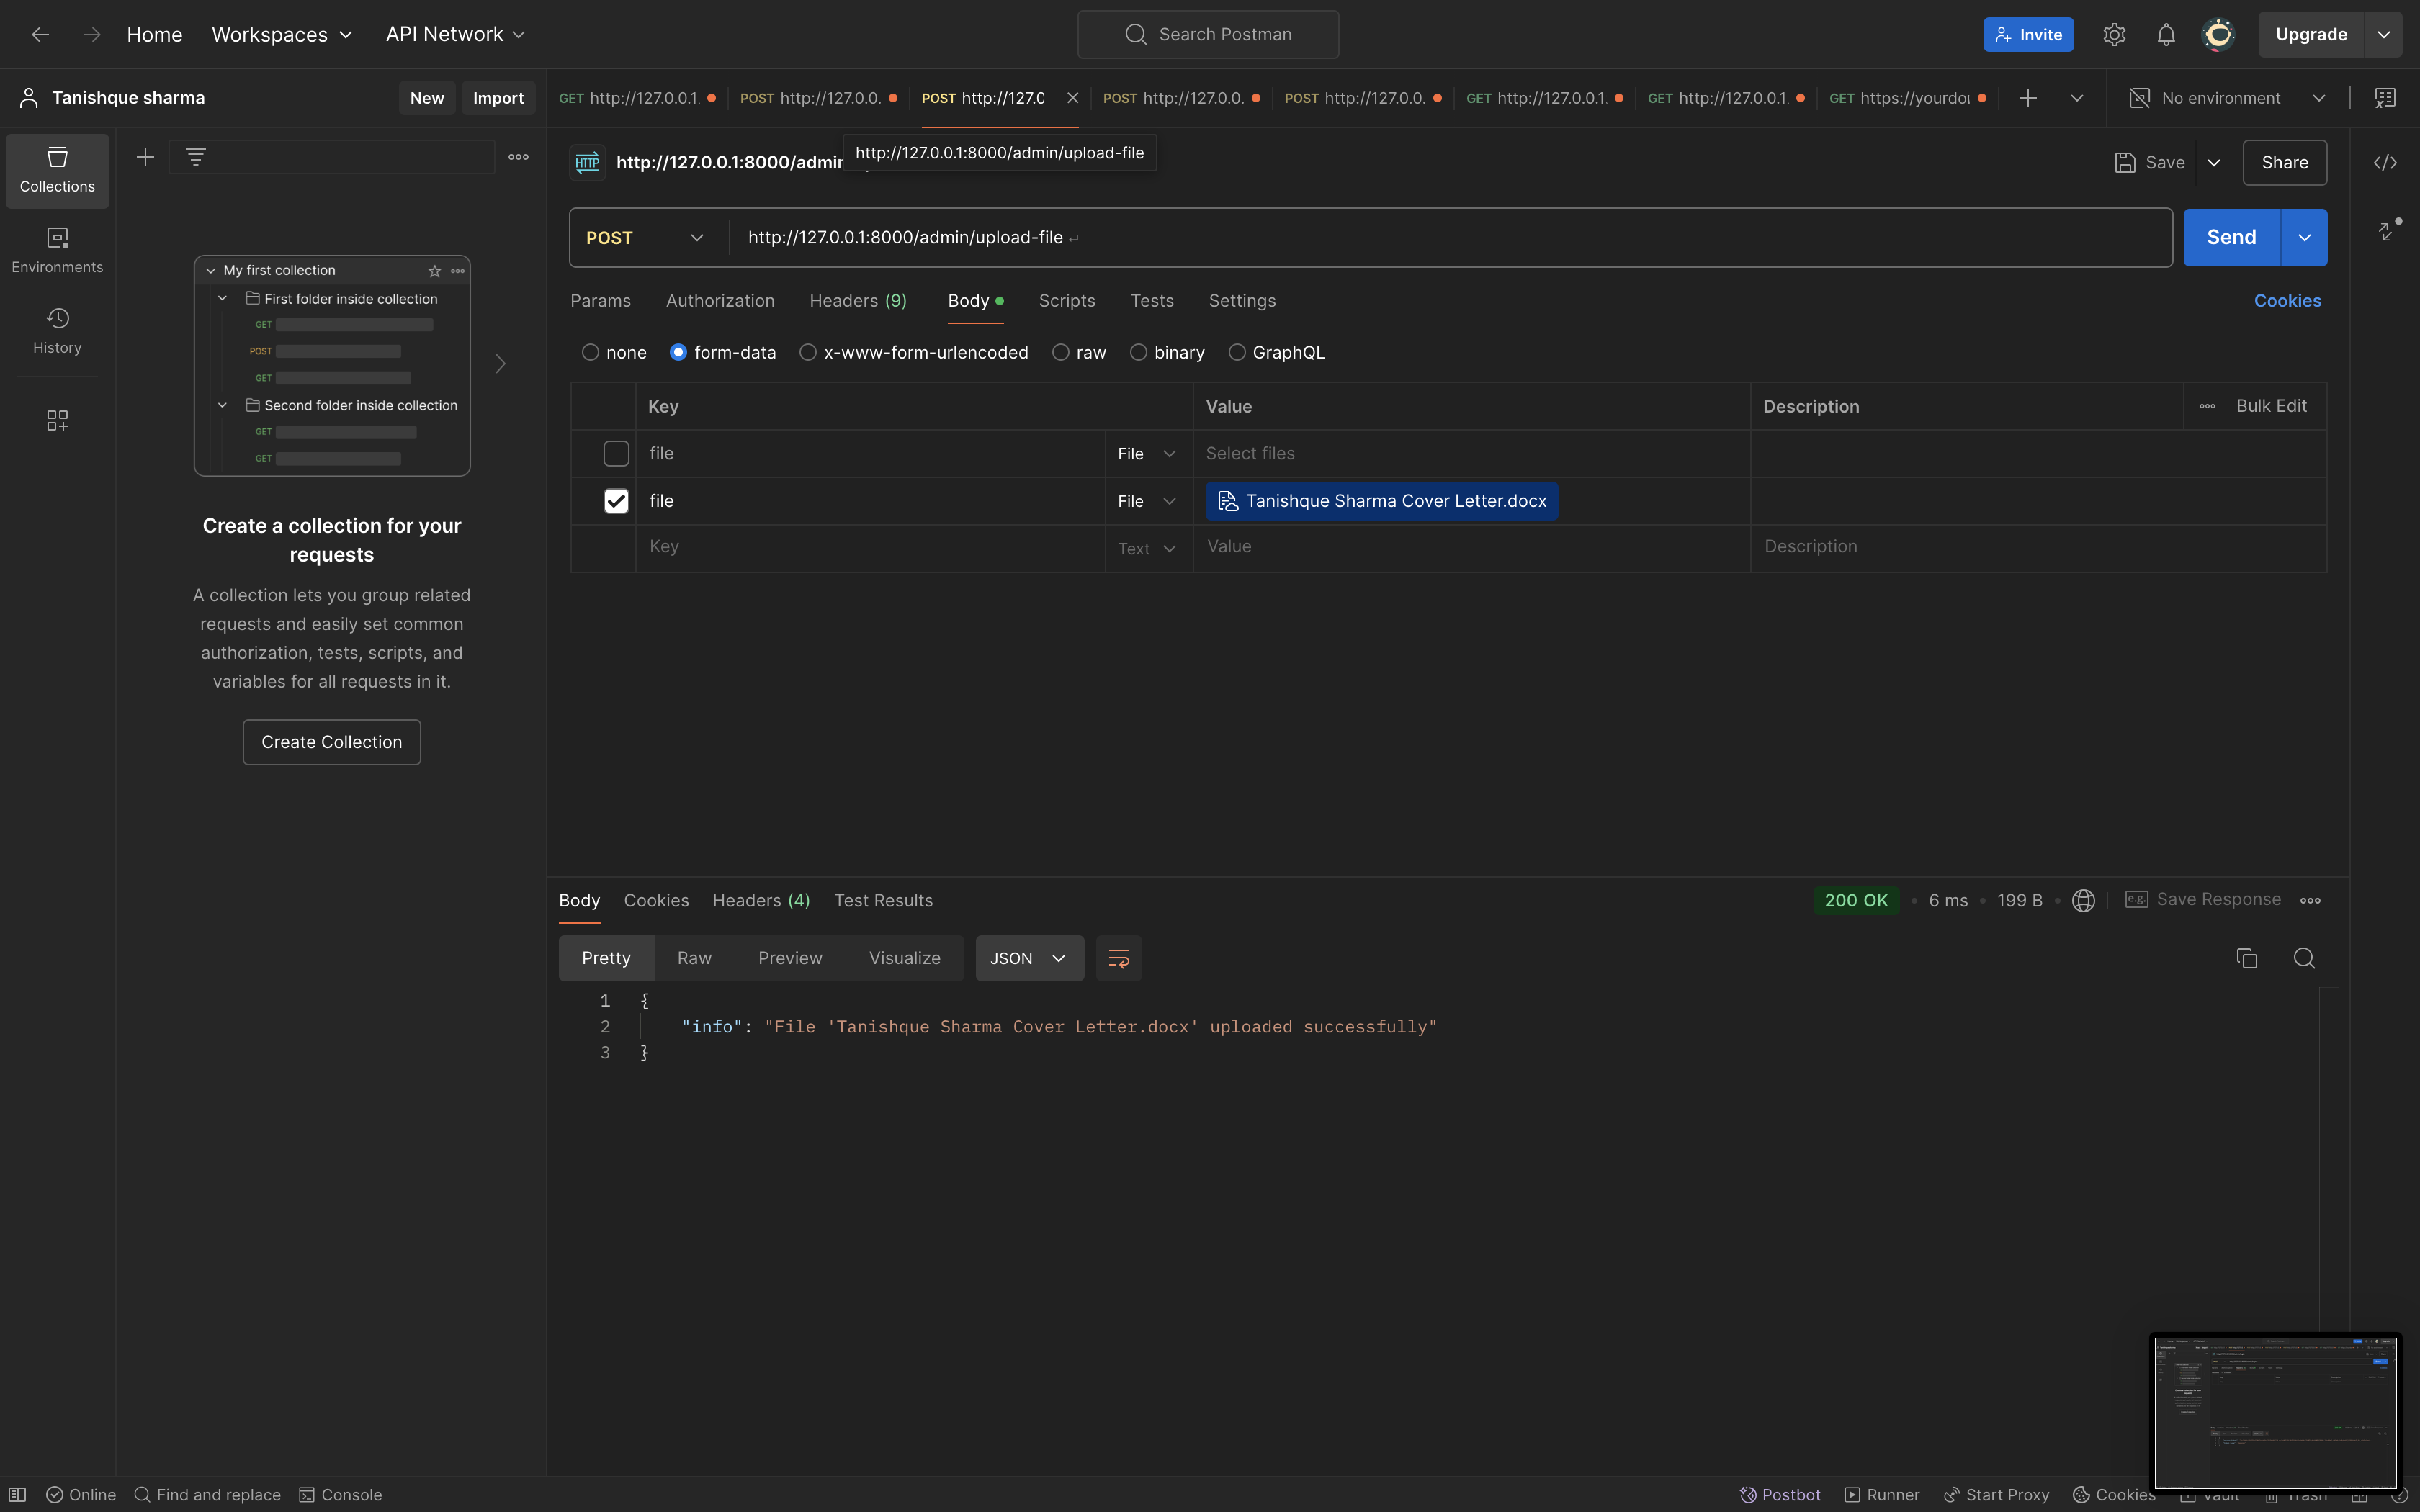 Home Workspaces API Network Search Postman Invite Upgrade
Tanishque sharma New Import
GET http://127.0.0.1. POST http://127.0.0. POST http://127.0 POST http://127.0.0. POST http://127.0.0. GET http://127.0.0.1. GET http://127.0.0.1. GET https://yourdo No environment
Collections
Environments
History
My first collection
First folder inside collection
GET
POST
GET
Second folder inside collection
GET
GET
Create a collection for your
requests
A collection lets you group related
requests and easily set common
authorization, tests, scripts, and
variables for all requests in it.
Create Collection
HTTP http://127.0.0.1:8000/admin
http://127.0.0.1:8000/admin/upload-file
Save Share
POST http://127.0.0.1:8000/admin/upload-file
Send
Params Authorization Headers (9) Body Scripts Tests Settings Cookies
none form-data x-www-form-urlencoded raw binary GraphQL
Key Value Description Bulk Edit
file File Select files
file File Tanishque Sharma Cover Letter.docx
Key Text Value Description
Body Cookies Headers (4) Test Results 200 OK 6 ms 199 B e.g. Save Response
Pretty Raw Preview Visualize JSON
1 {
2 "info": "File 'Tanishque Sharma Cover Letter.docx' uploaded successfully"
3 }
Online Find and replace Console Postbot Runner Start Proxy Cookies Vault Trash